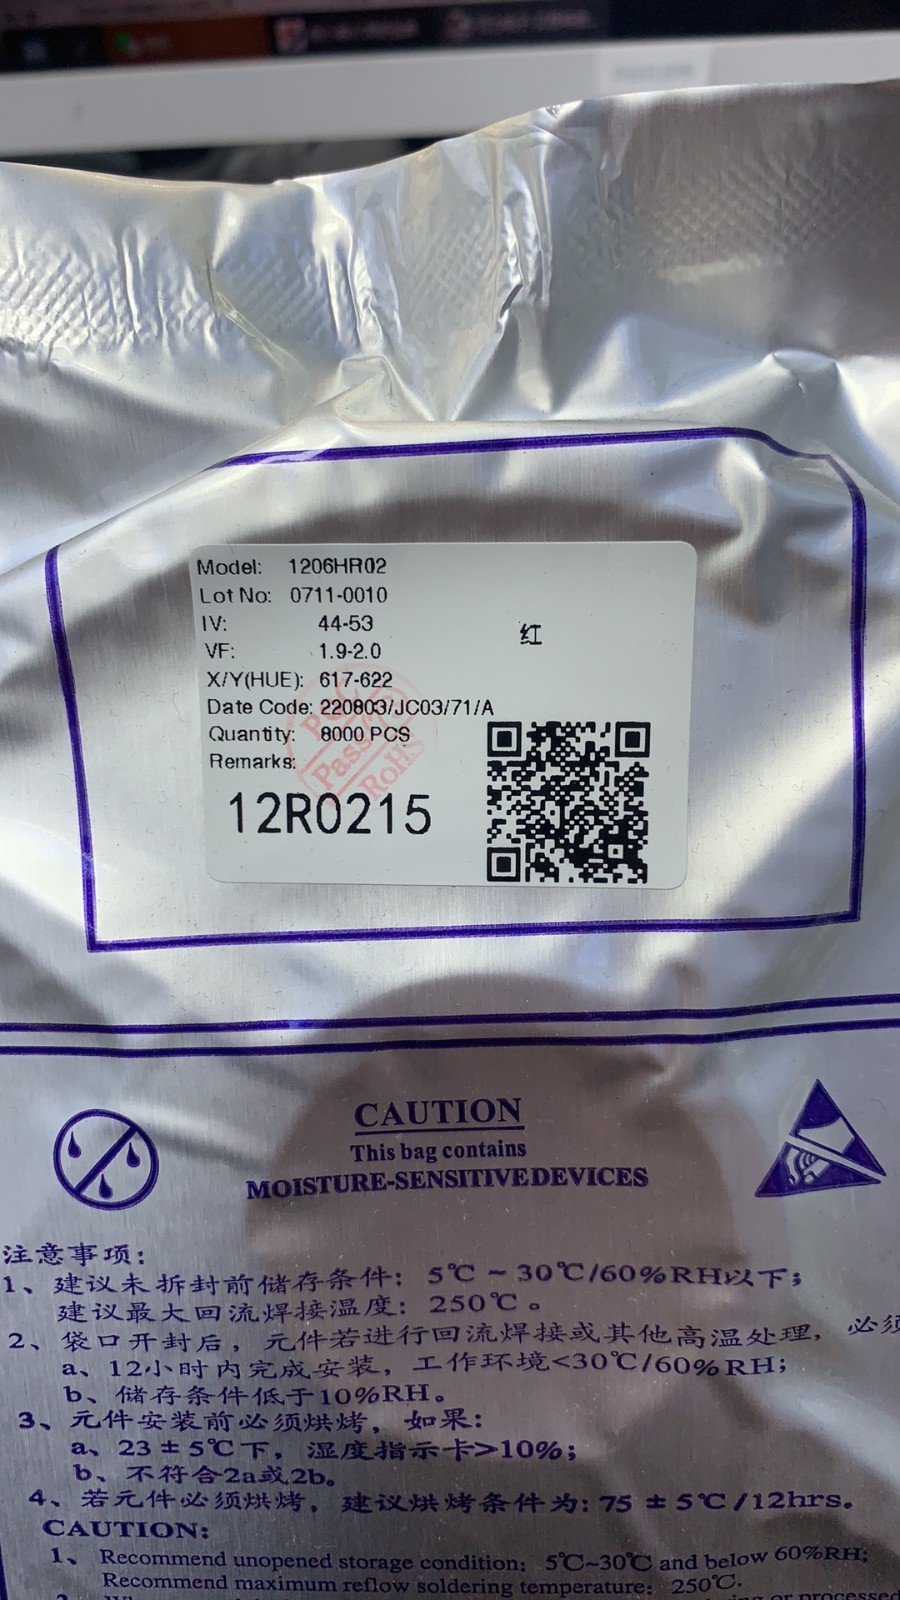 Model: 1206HR02
Lot No: 0711-0010
IV: 44-53
VF: 1.9-2.0
X/Y(HUE): 617-622
Date Code: 220803/JC03/71/A
Quantity: 8000 PCS
Remarks:
红
12R0215
Pass
RoHS
CAUTION
This bag contains
MOISTURE-SENSITIVEDEVICES
注意事项:
1、建议未拆封前储存条件: 5℃~30℃/60%RH以下;
建议最大回流焊接温度: 250℃。
2、袋口开封后, 元件若进行回流焊接或其他高温处理, 必须
a、12小时内完成安装, 工作环境<30℃/60%RH;
b、储存条件低于10%RH。
3、元件安装前必须烘烤, 如果:
a、23±5℃下, 湿度指示卡>10%;
b、不符合2a或2b。
4、若元件必须烘烤, 建议烘烤条件为: 75±5℃/12hrs。
CAUTION:
1、Recommend unopened storage condition: 5℃~30℃ and below 60%RH;
Recommend maximum reflow soldering temperature: 250℃.
or processed